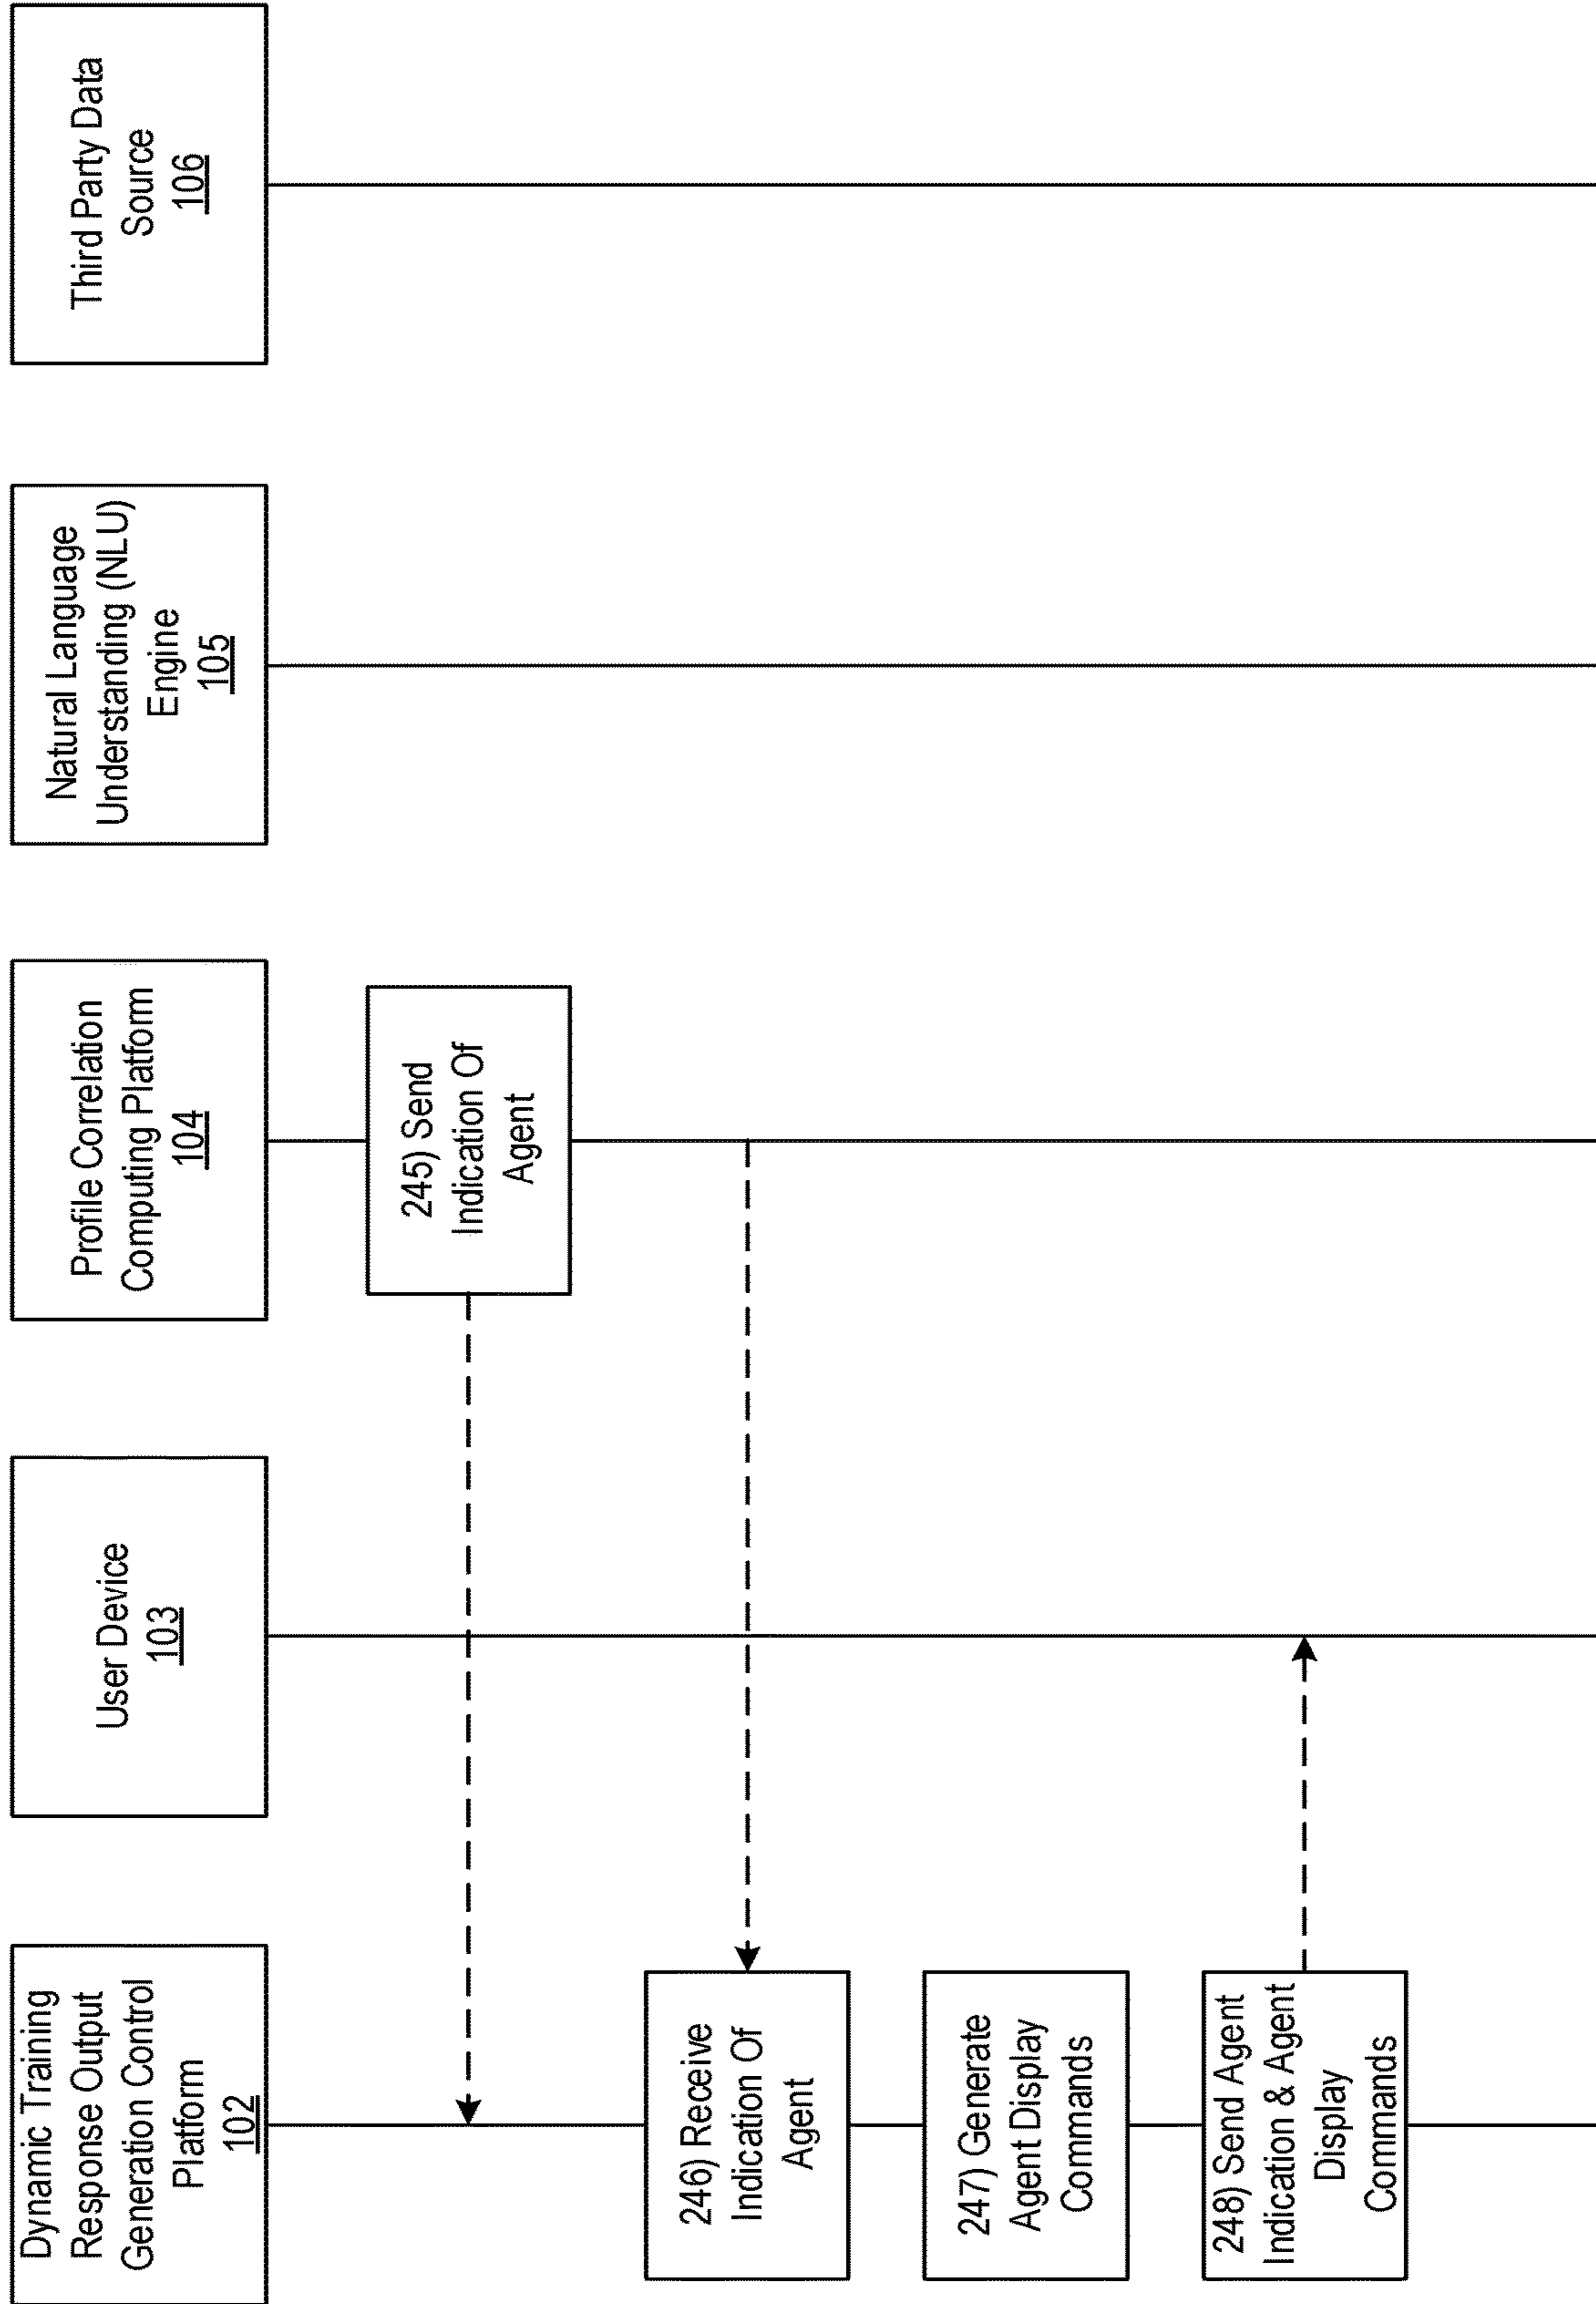 Dynamic Training
Response Output
Generation Control
Platform
102
User Device
103
Profile Correlation
Computing Platform
104
Natural Language
Understanding (NLU)
Engine
105
Third Party Data
Source
106
245) Send
Indication Of
Agent
246) Receive
Indication Of
Agent
247) Generate
Agent Display
Commands
248) Send Agent
Indication & Agent
Display
Commands